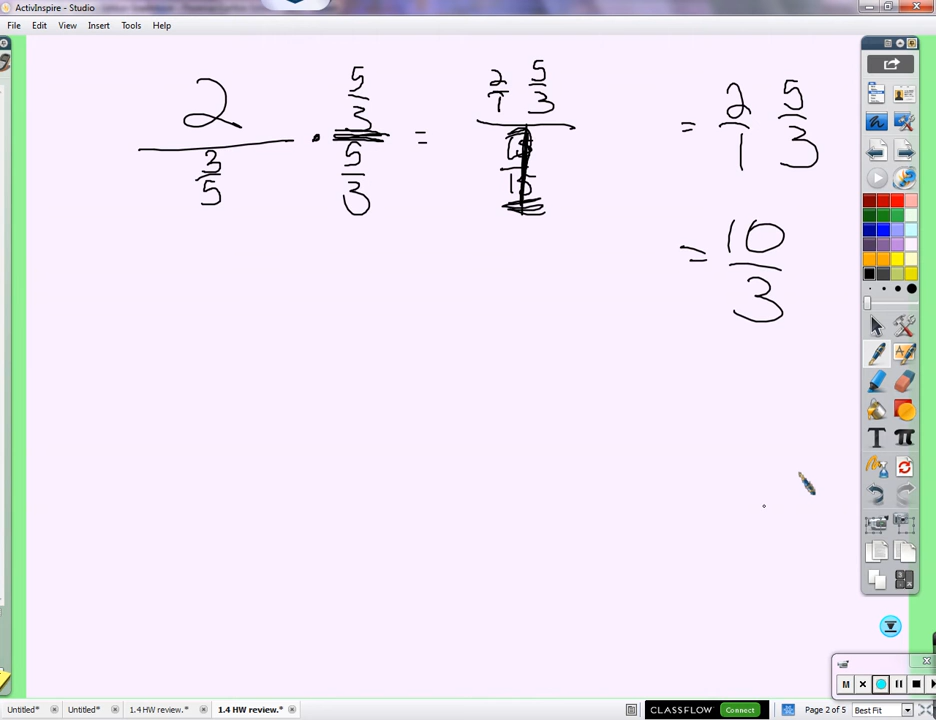 ActivInspire - Studio
File Edit View Insert Tools Help
2 / (3/5) · (5/3) / (5/3) = (2/1 5/3) / (15/15) = 2/1 5/3
= 10/3
Untitled* Untitled* 1.4 HW review.* 1.4 HW review.* CLASSFLOW Connect Page 2 of 5 Best Fit